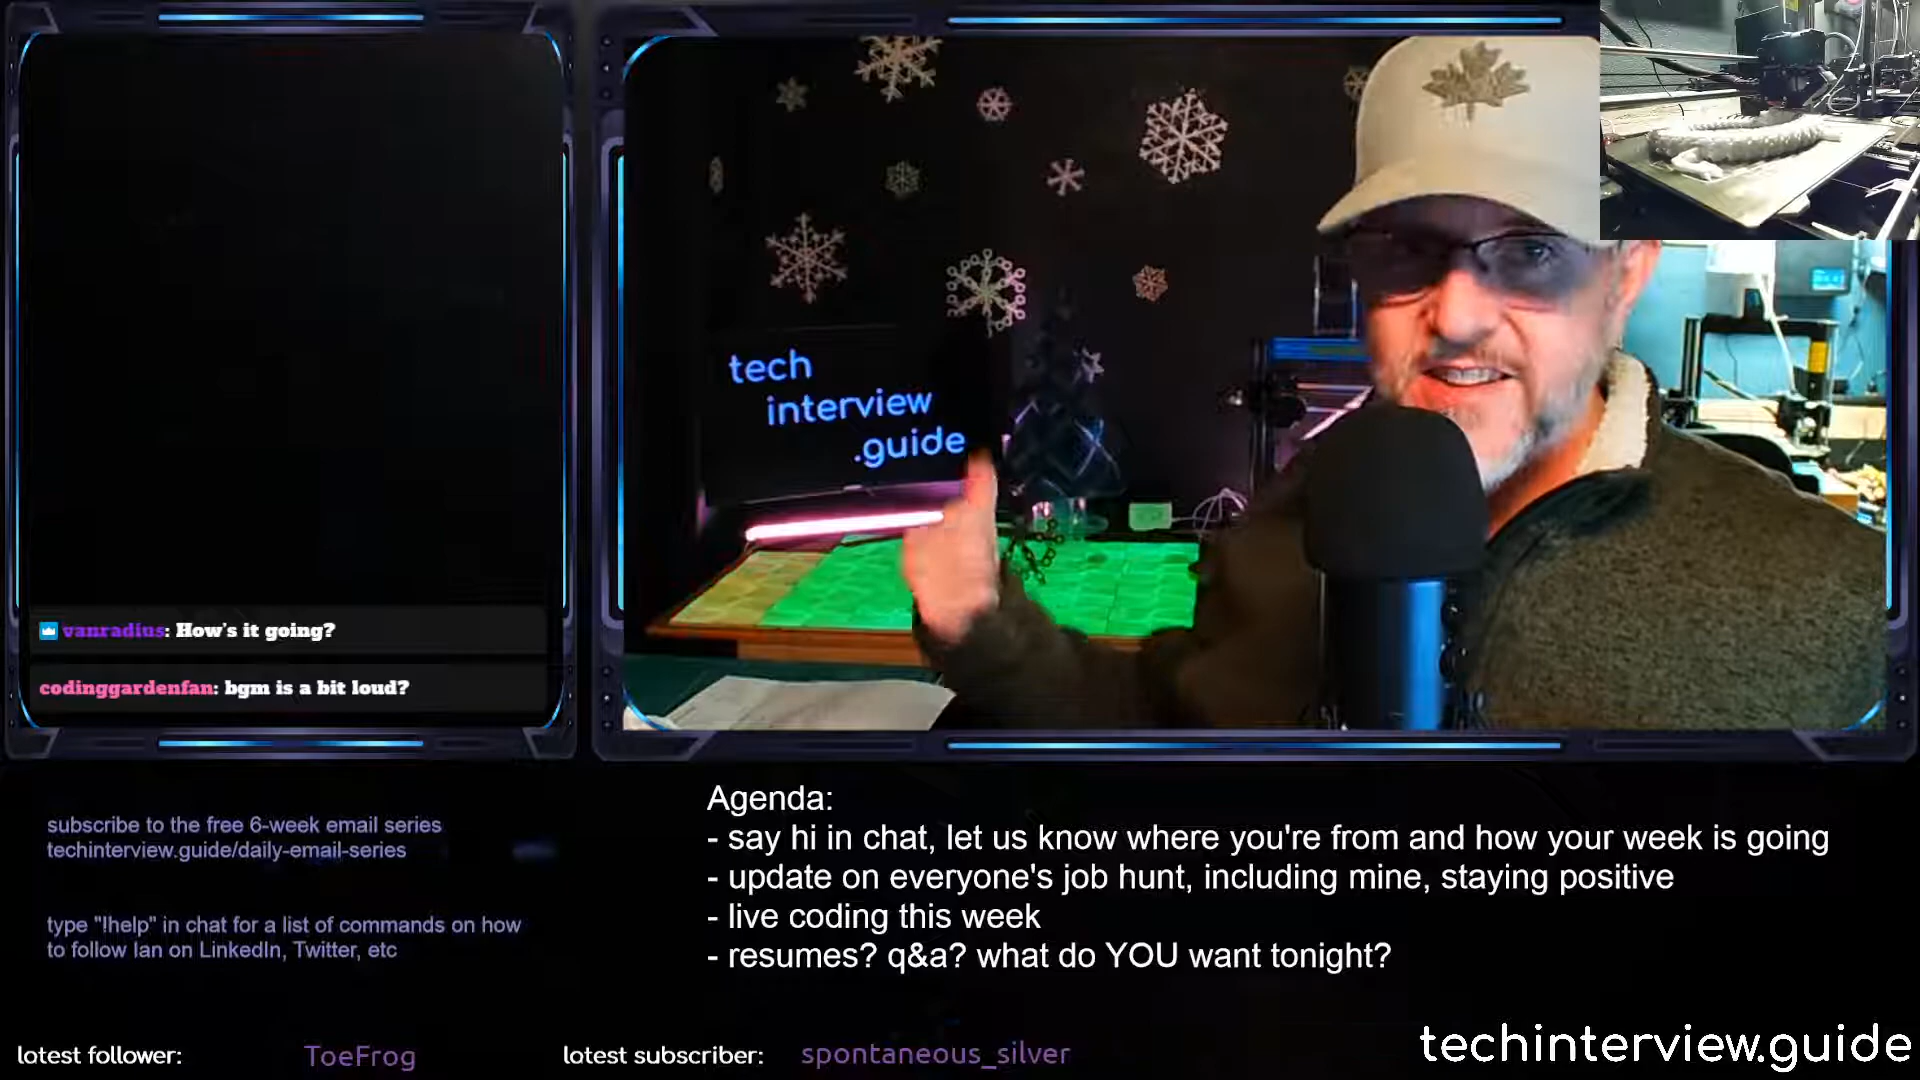 tech
interview
.guide
vanradius: How's it going?
codinggardenfan: bgm is a bit loud?
subscribe to the free 6-week email series
techinterview.guide/daily-email-series
type "!help" in chat for a list of commands on how
to follow Ian on LinkedIn, Twitter, etc
Agenda:
- say hi in chat, let us know where you're from and how your week is going
- update on everyone's job hunt, including mine, staying positive
- live coding this week
- resumes? q&a? what do YOU want tonight?
latest follower: ToeFrog
latest subscriber: spontaneous_silver
techinterview.guide